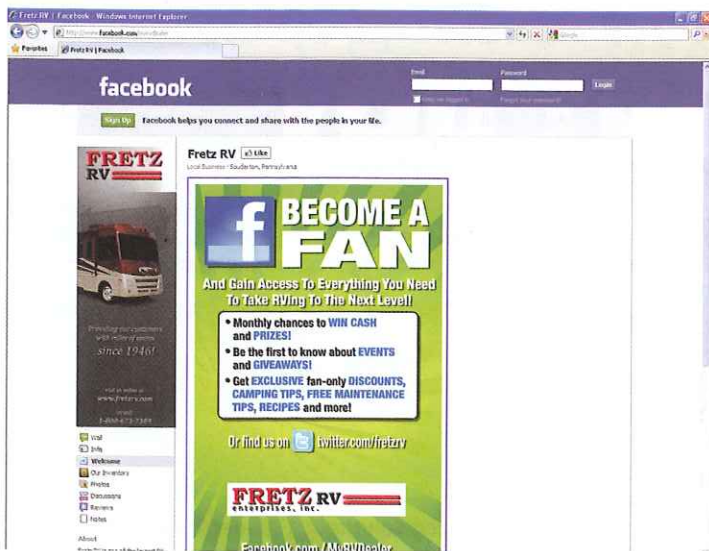 Fretz RV | Facebook - Windows Internet Explorer
Favorites
Fretz RV | Facebook
facebook
Email
Password
Login
Sign Up
Facebook helps you connect and share with the people in your life.
FRETZ
RV
since 1946!
www.fretzrv.com
Wall
Info
Welcome
Our Inventory
Photos
Discussions
Reviews
Notes
About
Fretz RV
Like
Local Business · Souderton, Pennsylvania
f
BECOME A
FAN
And Gain Access To Everything You Need
To Take RVing To The Next Level!
• Monthly chances to WIN CASH
and PRIZES!
• Be the first to know about EVENTS
and GIVEAWAYS!
• Get EXCLUSIVE fan-only DISCOUNTS,
CAMPING TIPS, FREE MAINTENANCE
TIPS, RECIPES and more!
Or find us on twitter.com/fretzrv
FRETZ RV
enterprises, inc.
Facebook.com/MyRVDealer